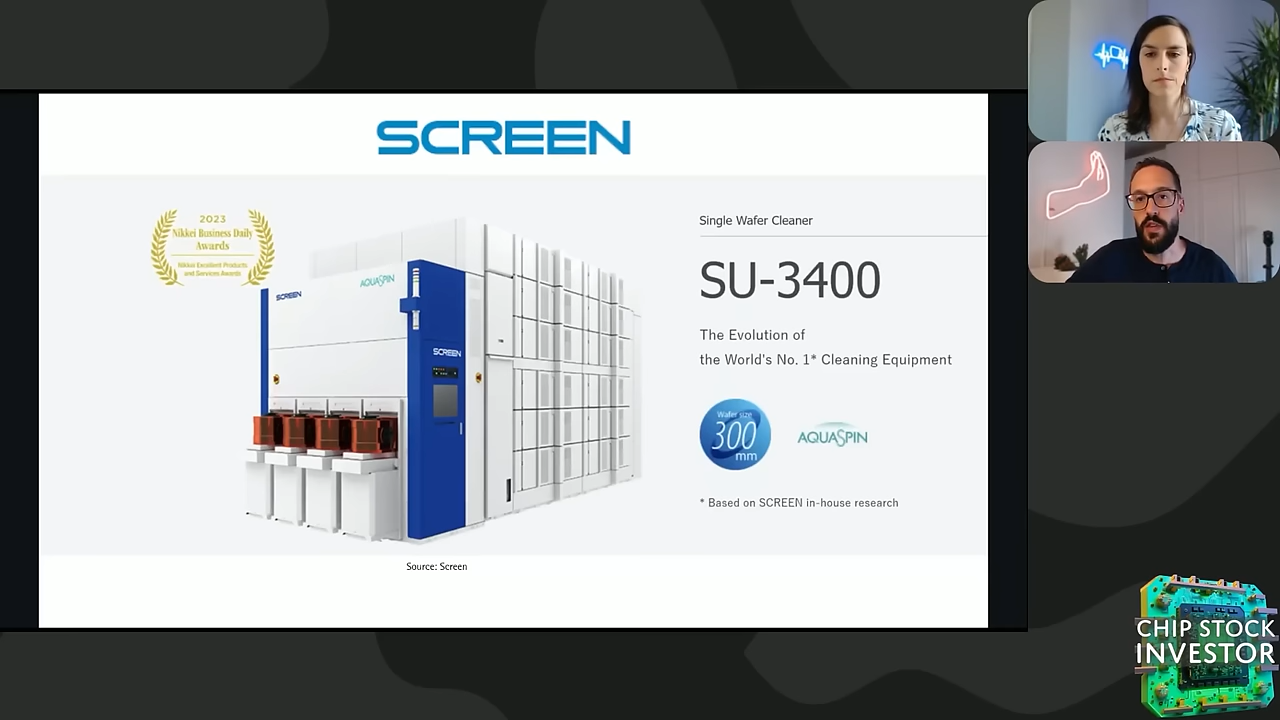 SCREEN
2023
Nikkei Business Daily
Awards
Nikkei Excellent Products
and Services Awards
SCREEN
AQUASPIN
SCREEN
Single Wafer Cleaner
SU-3400
The Evolution of
the World's No. 1* Cleaning Equipment
Wafer size
300
mm
AQUASPIN
* Based on SCREEN in-house research
Source: Screen
CHIP STOCK
INVESTOR